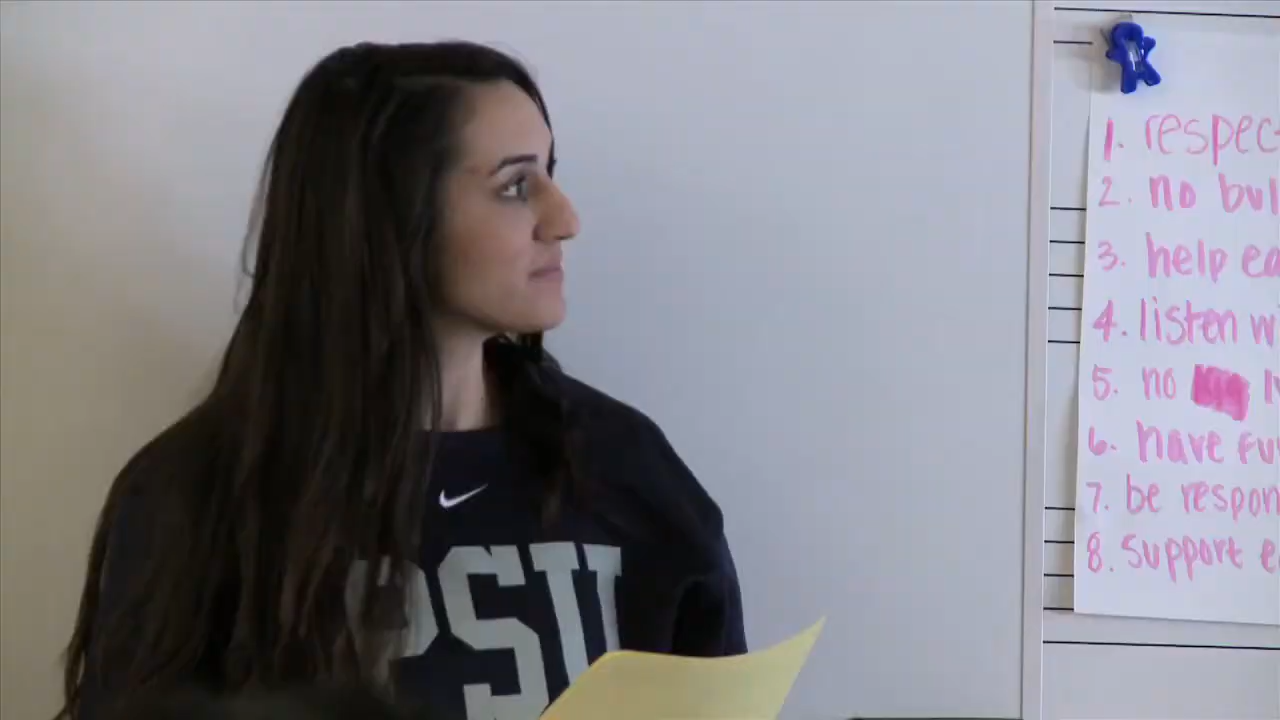 1. respec
2. no bul
3. help ea
4. listen w
5. no
6. have fu
7. be respon
8. support e
PSU